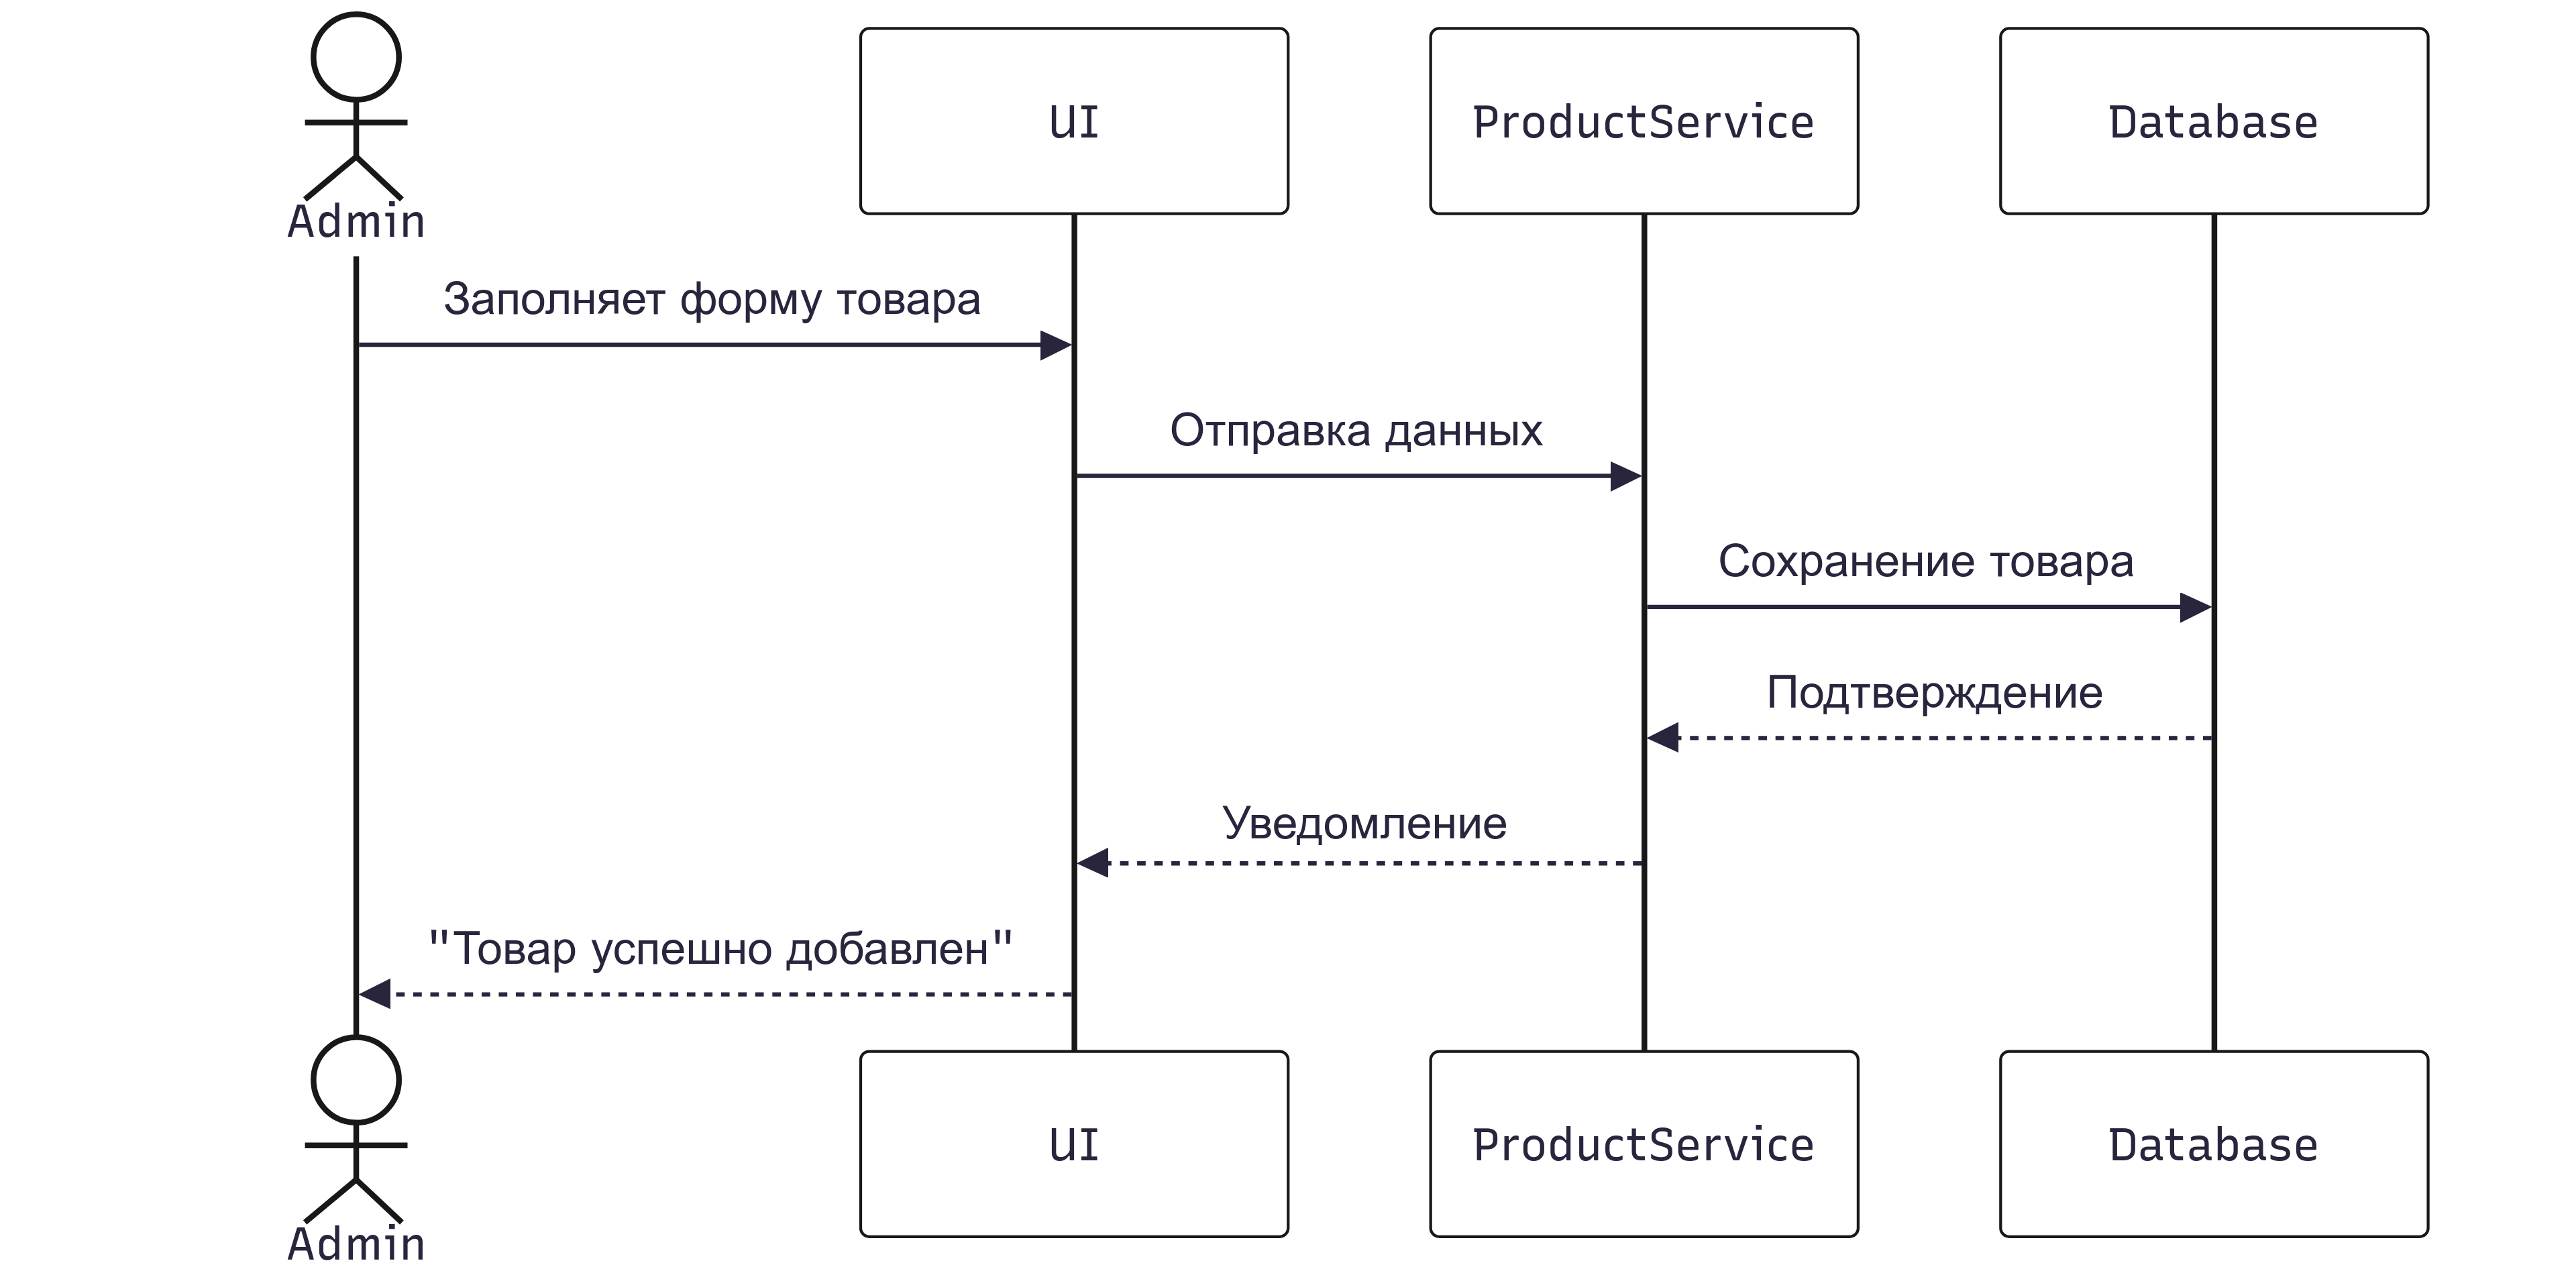 Admin
UI
ProductService
Database
Заполняет форму товара
Отправка данных
Сохранение товара
Подтверждение
Уведомление
"Товар успешно добавлен"
Admin
UI
ProductService
Database